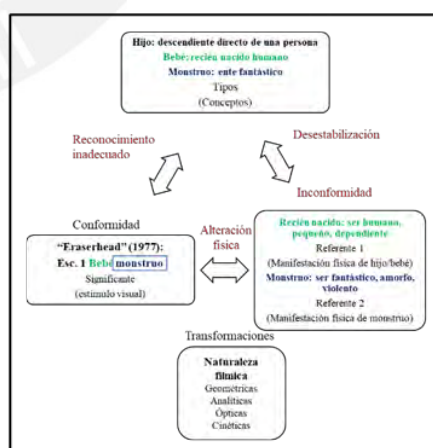 Hijo: descendiente directo de una persona
Bebé: recién nacido humano
Monstruo: ente fantástico
Tipos
(Conceptos)
Reconocimiento
inadecuado
Desestabilización
Inconformidad
Conformidad
"Eraserhead" (1977):
Esc. 1 Bebé monstruo
Significante
(estímulo visual)
Alteración
física
Recién nacido: ser humano,
pequeño, dependiente
Referente 1
(Manifestación física de hijo/bebé)
Monstruo: ser fantástico, amorfo,
violento
Referente 2
(Manifestación física de monstruo)
Transformaciones
Naturaleza
fílmica
Geométricas
Analíticas
Ópticas
Cinéticas